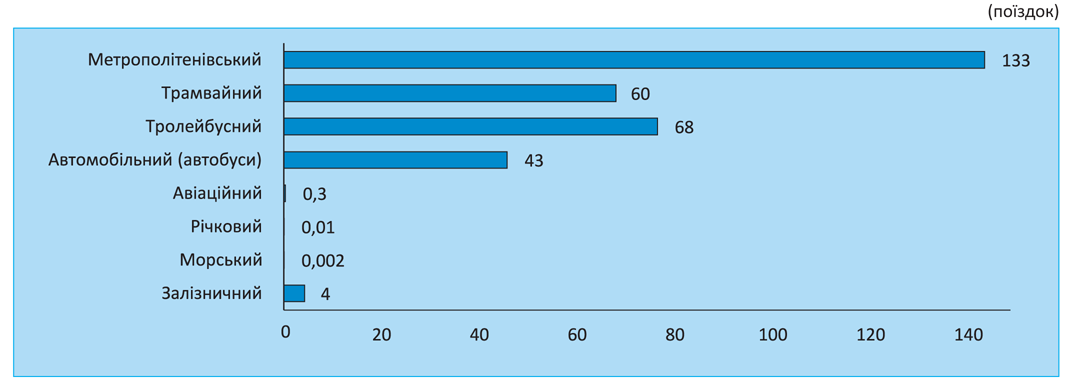 (поїздок)
Метрополітенівський 133
Трамвайний 60
Тролейбусний 68
Автомобільний (автобуси) 43
Авіаційний 0,3
Річковий 0,01
Морський 0,002
Залізничний 4
0 20 40 60 80 100 120 140